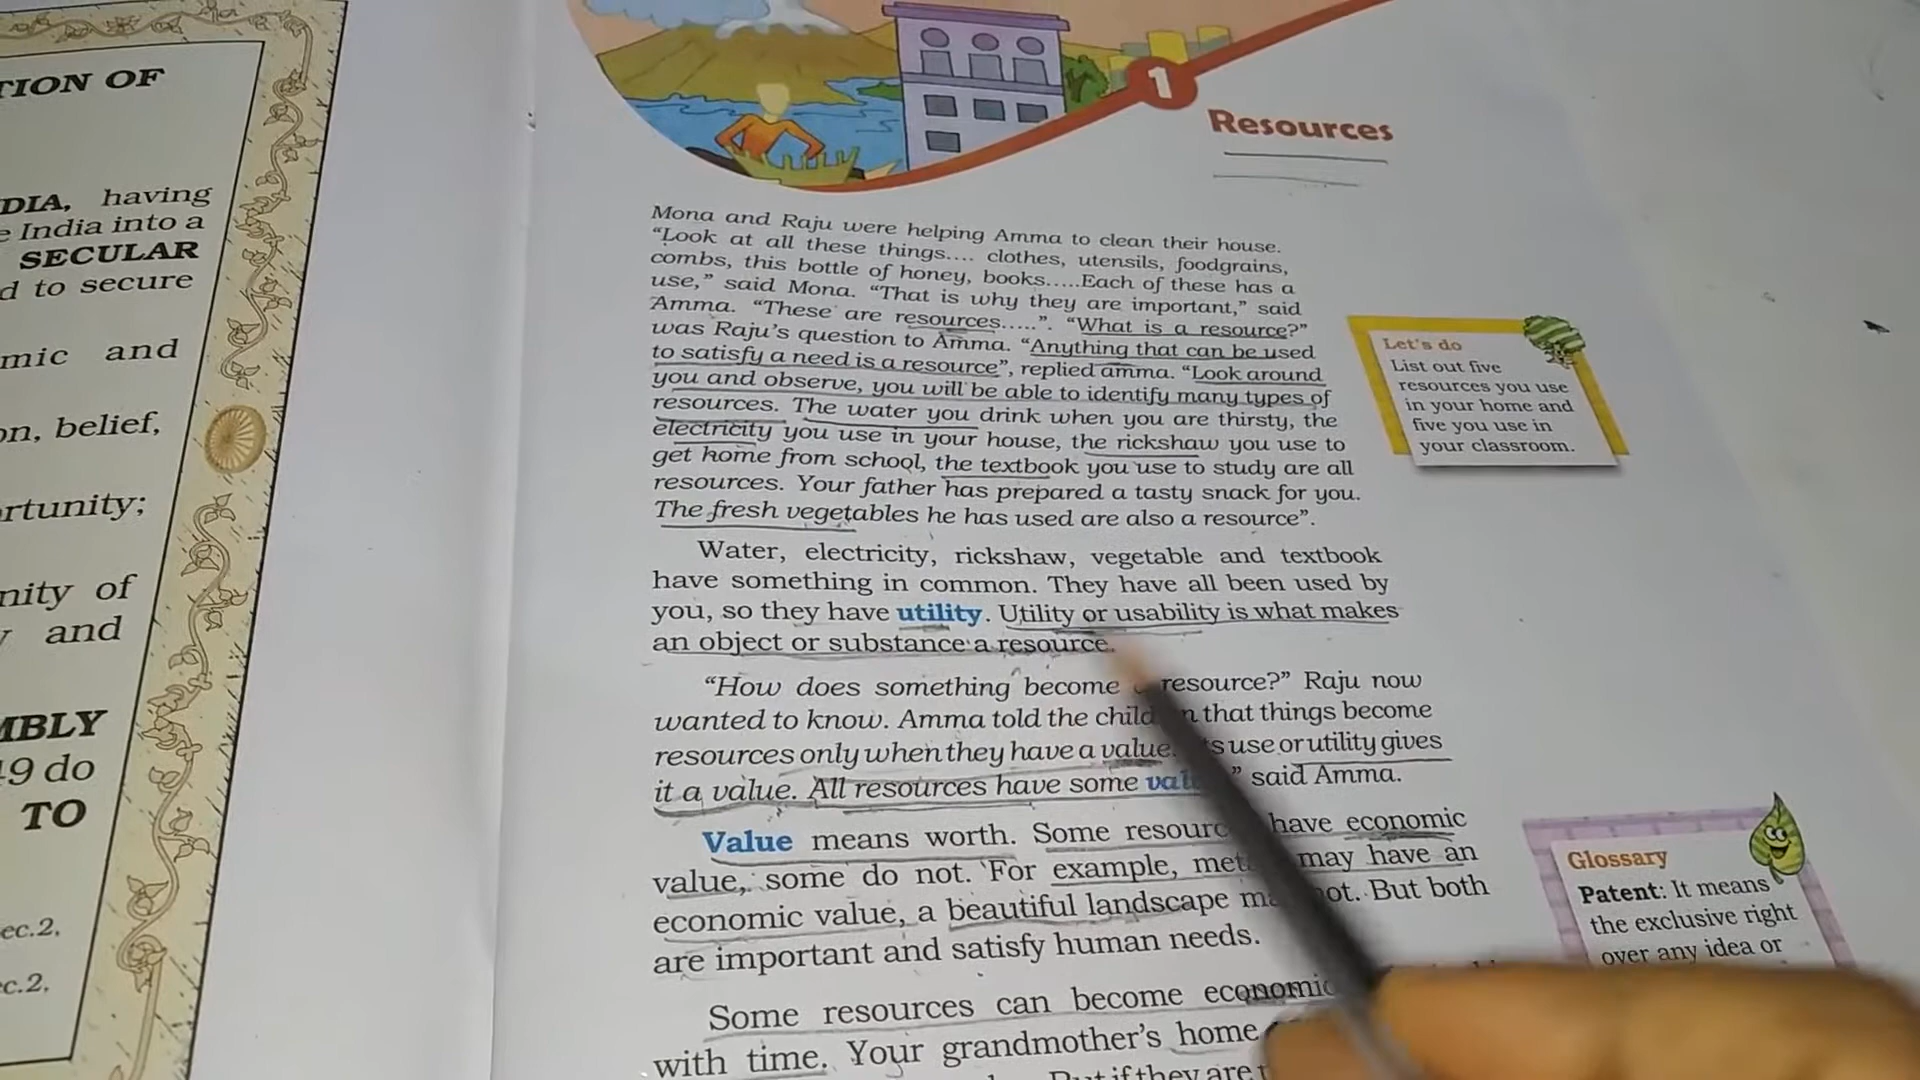 TION OF
DIA, having
India into a
SECULAR
d to secure
mic and
on, belief,
rtunity;
nity of
and
MBLY
49 do
TO
ec.2,
c.2,
1
Resources
Mona and Raju were helping Amma to clean their house.
“Look at all these things.... clothes, utensils, foodgrains,
combs, this bottle of honey, books.....Each of these has a
use,” said Mona. “That is why they are important,” said
Amma. “These are resources.....”. “What is a resource?”
was Raju’s question to Amma. “Anything that can be used
to satisfy a need is a resource”, replied amma. “Look around
you and observe, you will be able to identify many types of
resources. The water you drink when you are thirsty, the
electricity you use in your house, the rickshaw you use to
get home from school, the textbook you use to study are all
resources. Your father has prepared a tasty snack for you.
The fresh vegetables he has used are also a resource”.
Water, electricity, rickshaw, vegetable and textbook
have something in common. They have all been used by
you, so they have utility. Utility or usability is what makes
an object or substance a resource.
“How does something become resource?” Raju now
wanted to know. Amma told the children that things become
resources only when they have a value. use or utility gives
it a value. All resources have some ” said Amma.
Value means worth. Some have economic
value, some do not. For example, may have an
economic value, a beautiful landscape not. But both
are important and satisfy human needs.
Some resources can become economic
with time. Your grandmother’s home
But if they are
Let’s do
List out five
resources you use
in your home and
five you use in
your classroom.
Glossary
Patent: It means
the exclusive right
over any idea or